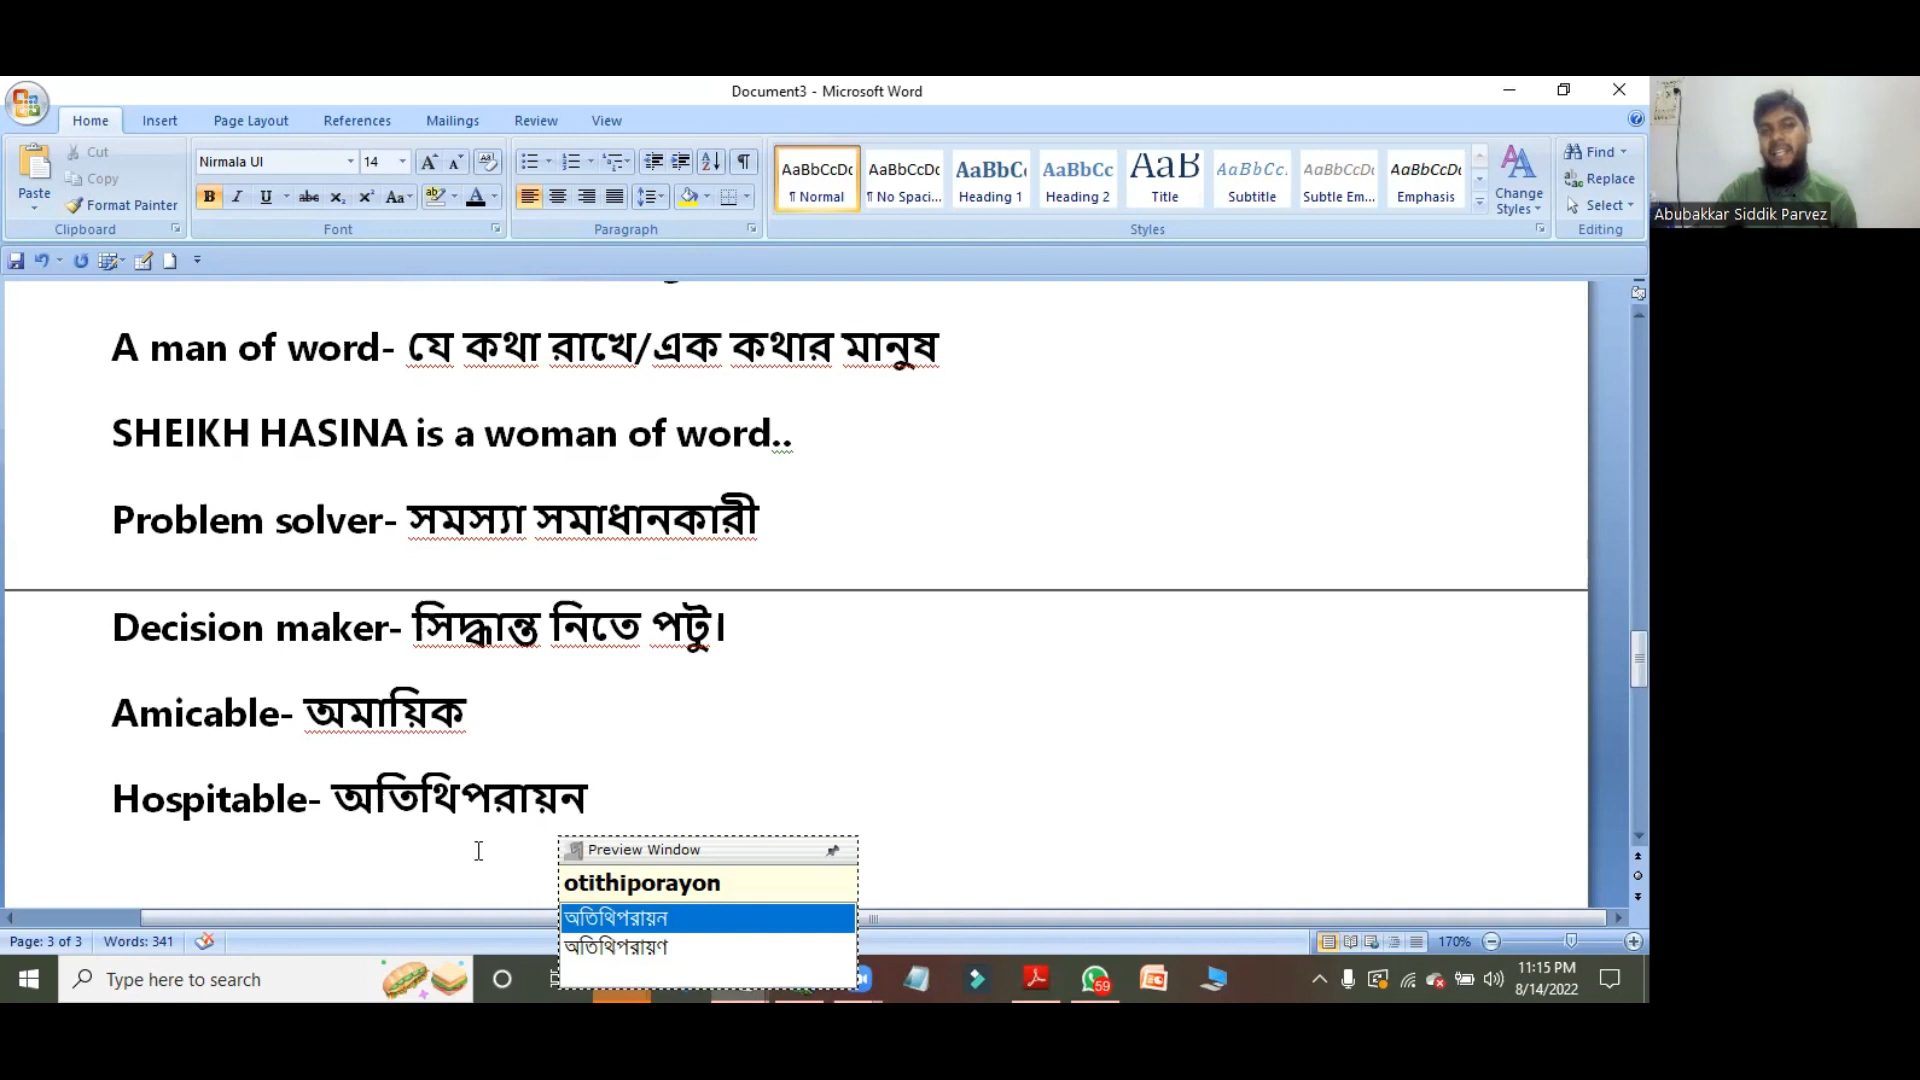 Document3 - Microsoft Word
Home Insert Page Layout References Mailings Review View
Paste
Cut
Copy
Format Painter
Clipboard
Nirmala UI 14
Font
Paragraph
AaBbCcDc AaBbCcDc AaBbC AaBbCc AaB AaBbCc. AaBbCcDc AaBbCcDc
¶ Normal ¶ No Spaci... Heading 1 Heading 2 Title Subtitle Subtle Em... Emphasis
Change Styles
Styles
Find
Replace
Select
Editing
Abubakkar Siddik Parvez
A man of word- যে কথা রাখে/এক কথার মানুষ
SHEIKH HASINA is a woman of word..
Problem solver- সমস্যা সমাধানকারী
Decision maker- সিদ্ধান্ত নিতে পটু।
Amicable- অমায়িক
Hospitable- অতিথিপরায়ন
Preview Window
otithiporayon
অতিথিপরায়ন
অতিথিপরায়ণ
Page: 3 of 3 Words: 341 170%
Type here to search
59
11:15 PM
8/14/2022